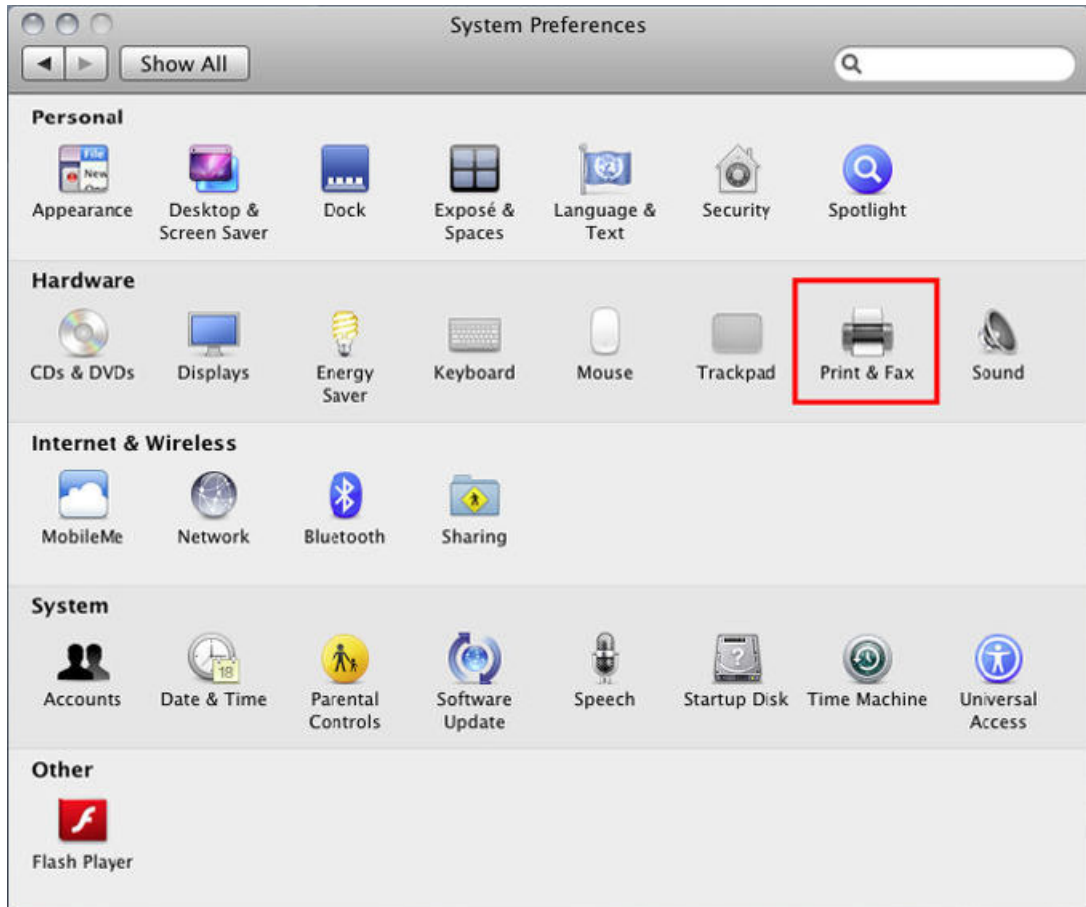 System Preferences
Show All
Personal
Appearance
Desktop &
Screen Saver
Dock
Exposé &
Spaces
Language &
Text
Security
Spotlight
Hardware
CDs & DVDs
Displays
Energy
Saver
Keyboard
Mouse
Trackpad
Print & Fax
Sound
Internet & Wireless
MobileMe
Network
Bluetooth
Sharing
System
Accounts
18
Date & Time
Parental
Controls
Software
Update
Speech
?
Startup Disk
Time Machine
Universal
Access
Other
Flash Player